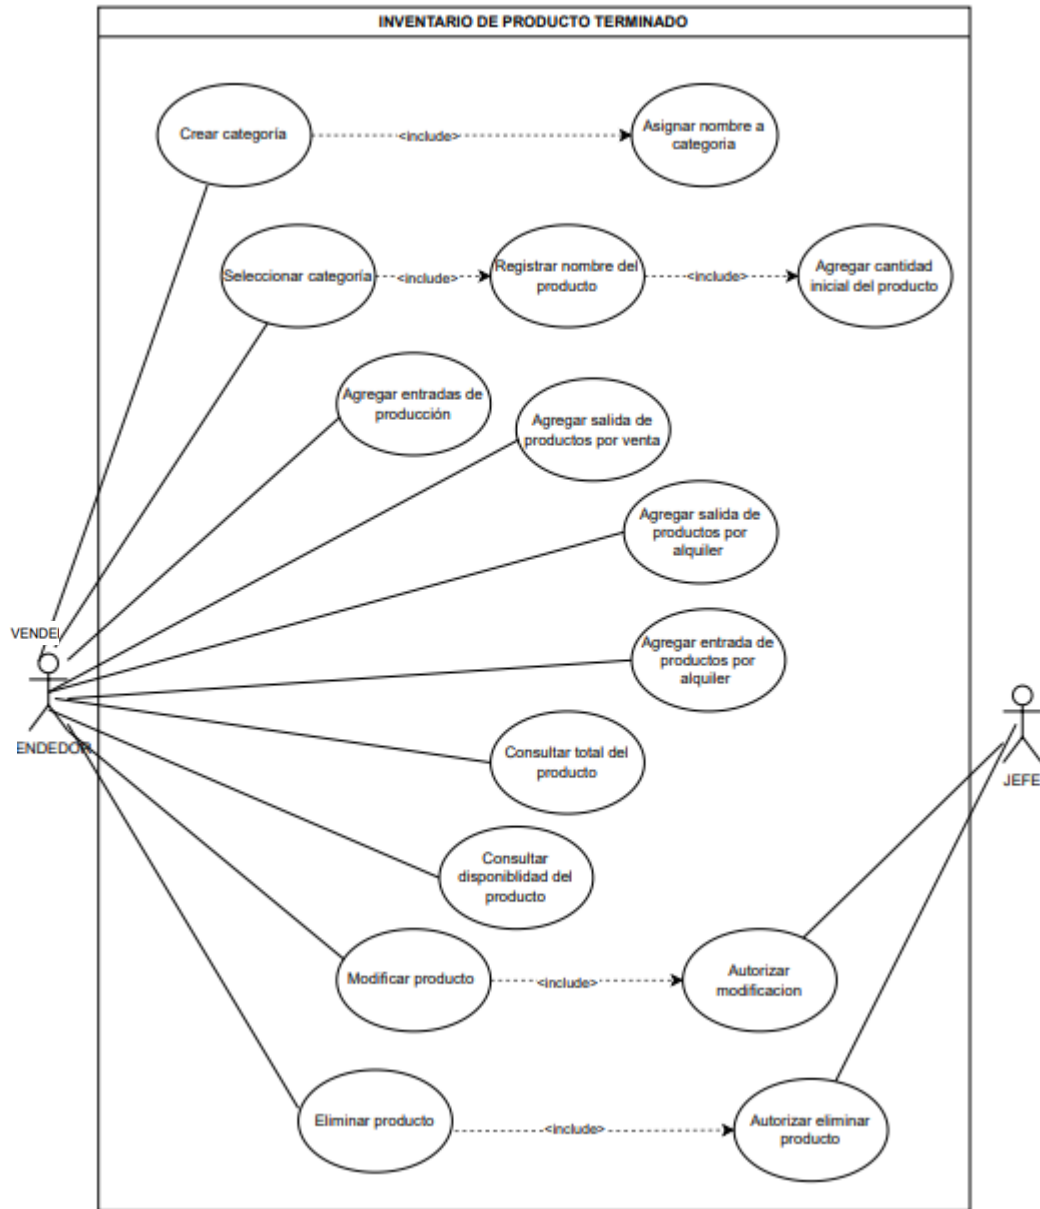 INVENTARIO DE PRODUCTO TERMINADO
Crear categoría
<include>
Asignar nombre a
categoria
Seleccionar categoría
<include>
Registrar nombre del
producto
<include>
Agregar cantidad
inicial del producto
Agregar entradas de
producción
Agregar salida de
productos por venta
Agregar salida de
productos por
alquiler
VENDE
Agregar entrada de
productos por
alquiler
ENDEDOR
Consultar total del
producto
JEFE
Consultar
disponiblidad del
producto
Modificar producto
<include>
Autorizar
modificacion
Eliminar producto
<include>
Autorizar eliminar
producto